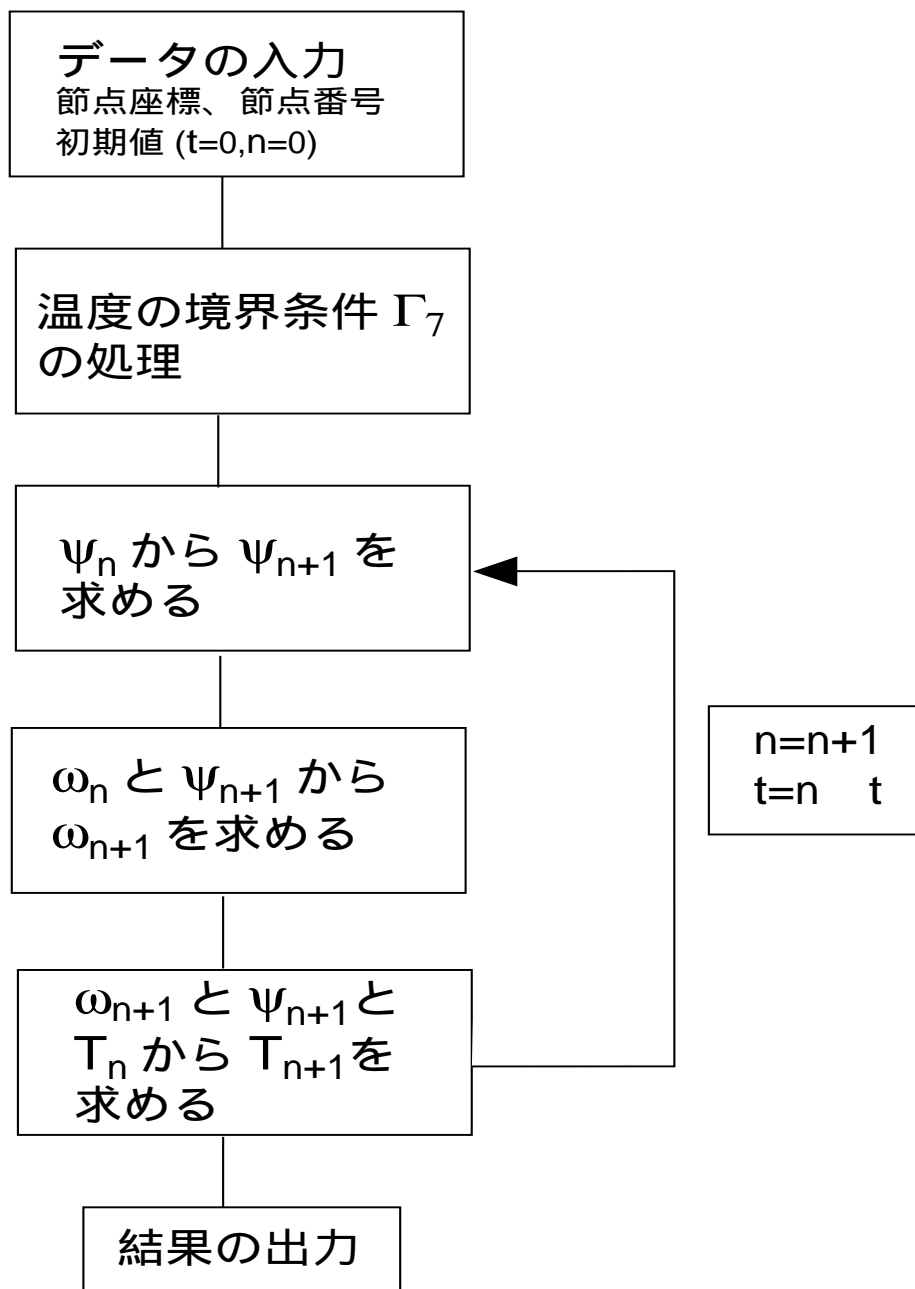 データの入力
節点座標、節点番号
初期値 (t=0,n=0)
温度の境界条件 Γ₇
の処理
ψₙ から ψₙ₊₁ を
求める
ωₙ と ψₙ₊₁ から
ωₙ₊₁ を求める
n=n+1
t=n t
ωₙ₊₁ と ψₙ₊₁と
Tₙ から Tₙ₊₁を
求める
結果の出力